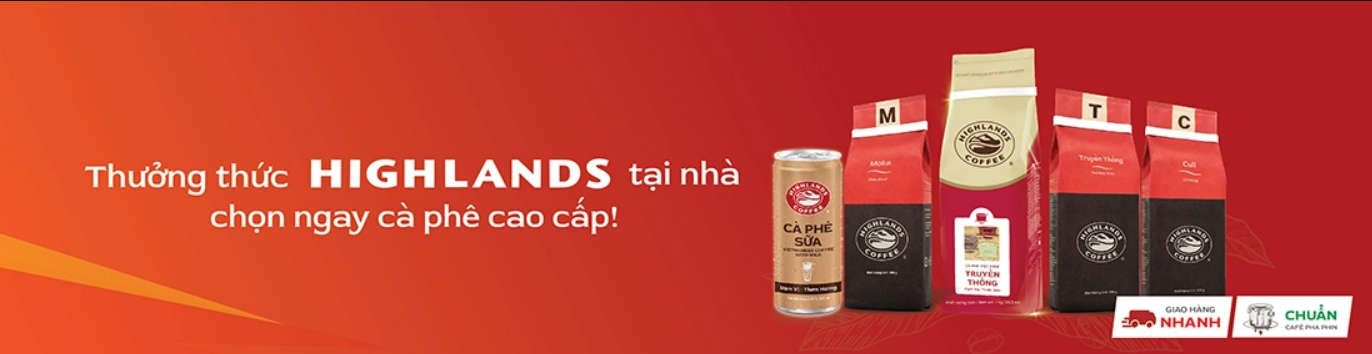 Thưởng thức HIGHLANDS tại nhà
chọn ngay cà phê cao cấp!
HIGHLANDS
COFFEE
CÀ PHÊ
SỮA
M
Moka
HIGHLANDS
COFFEE
HIGHLANDS
COFFEE
TRUYỀN
THỐNG
T
Truyền Thống
HIGHLANDS
COFFEE
C
Culi
HIGHLANDS
COFFEE
GIAO HÀNG
NHANH
CHUẨN
CAFÉ PHA PHIN